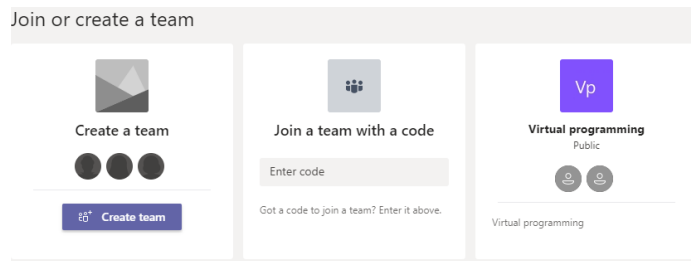 Join or create a team
Create a team
Create team
Join a team with a code
Enter code
Got a code to join a team? Enter it above.
Vp
Virtual programming
Public
Virtual programming